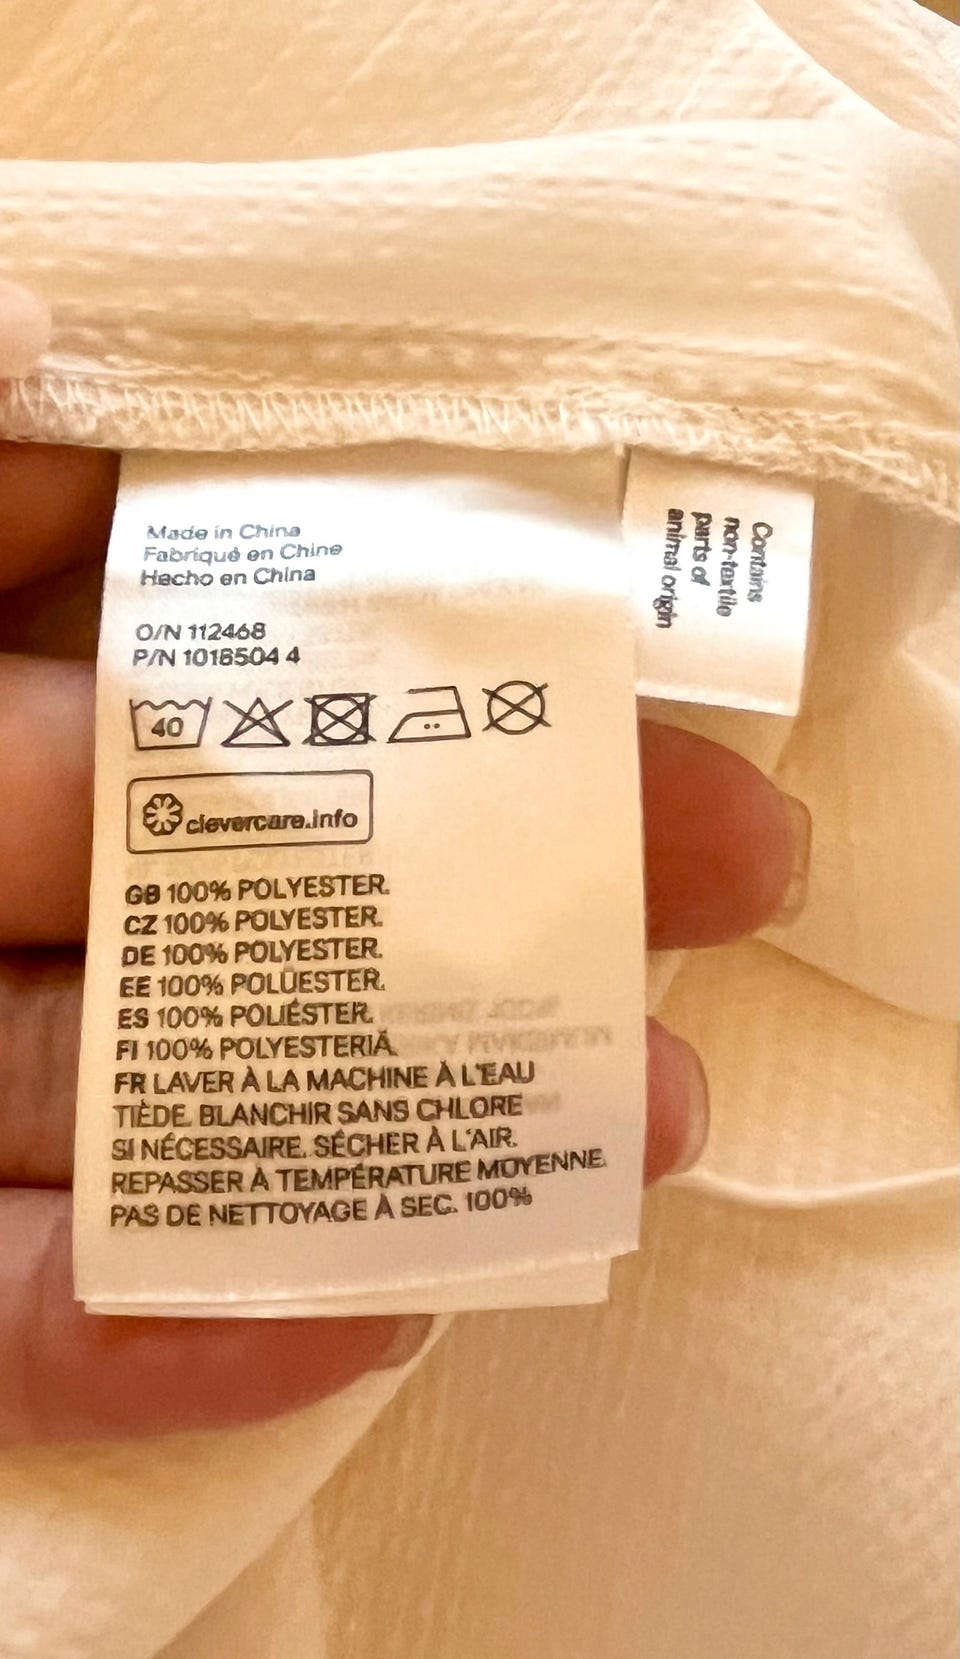 Made in China
Fabriqué en Chine
Hecho en China
O/N 112468
P/N 1018504 4
40
clevercare.info
GB 100% POLYESTER.
CZ 100% POLYESTER.
DE 100% POLYESTER.
EE 100% POLÜESTER.
ES 100% POLIÉSTER.
FI 100% POLYESTERIÄ.
FR LAVER À LA MACHINE À L'EAU
TIÈDE. BLANCHIR SANS CHLORE
SI NÉCESSAIRE. SÉCHER À L'AIR.
REPASSER À TEMPÉRATURE MOYENNE.
PAS DE NETTOYAGE À SEC. 100%
Contains
non-textile
parts of
animal origin